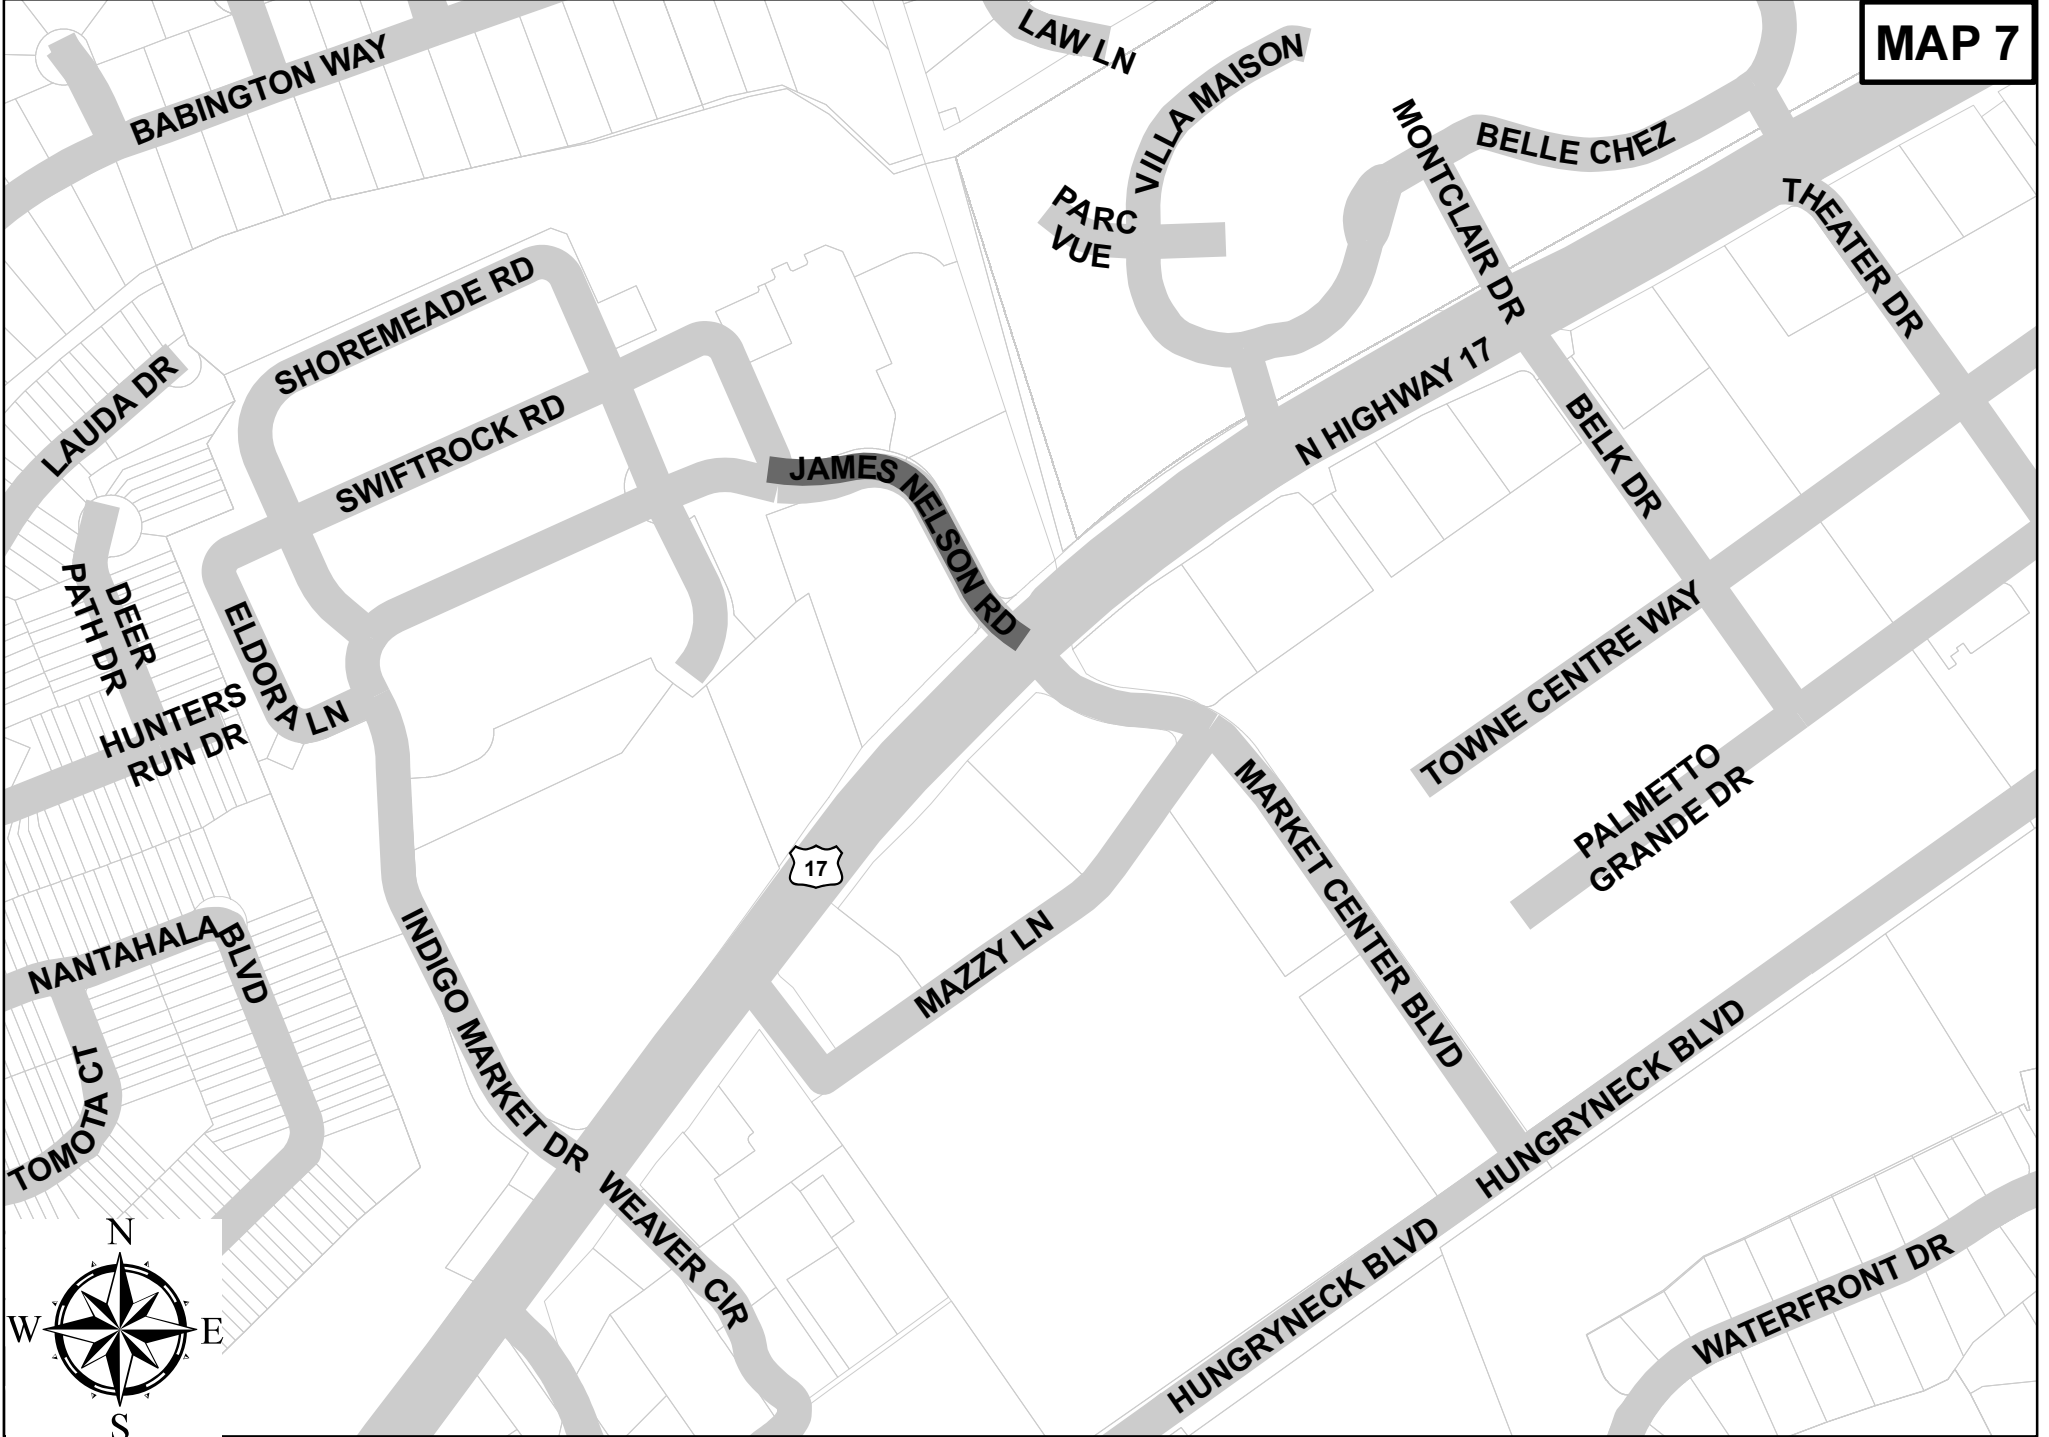 MAP 7
LAW LN
BABINGTON WAY
VILLA MAISON
MONTCLAIR DR
BELLE CHEZ
PARC
VUE
THEATER DR
SHOREMEADE RD
LAUDA DR
SWIFTROCK RD
N HIGHWAY 17
BELK DR
JAMES NELSON RD
DEER
PATH DR
ELDORA LN
HUNTERS
RUN DR
TOWNE CENTRE WAY
PALMETTO
GRANDE DR
MARKET CENTER BLVD
17
MAZZY LN
INDIGO MARKET DR
NANTAHALA BLVD
TOMOTA CT
HUNGRYNECK BLVD
WEAVER CIR
HUNGRYNECK BLVD
WATERFRONT DR
N
W E
S